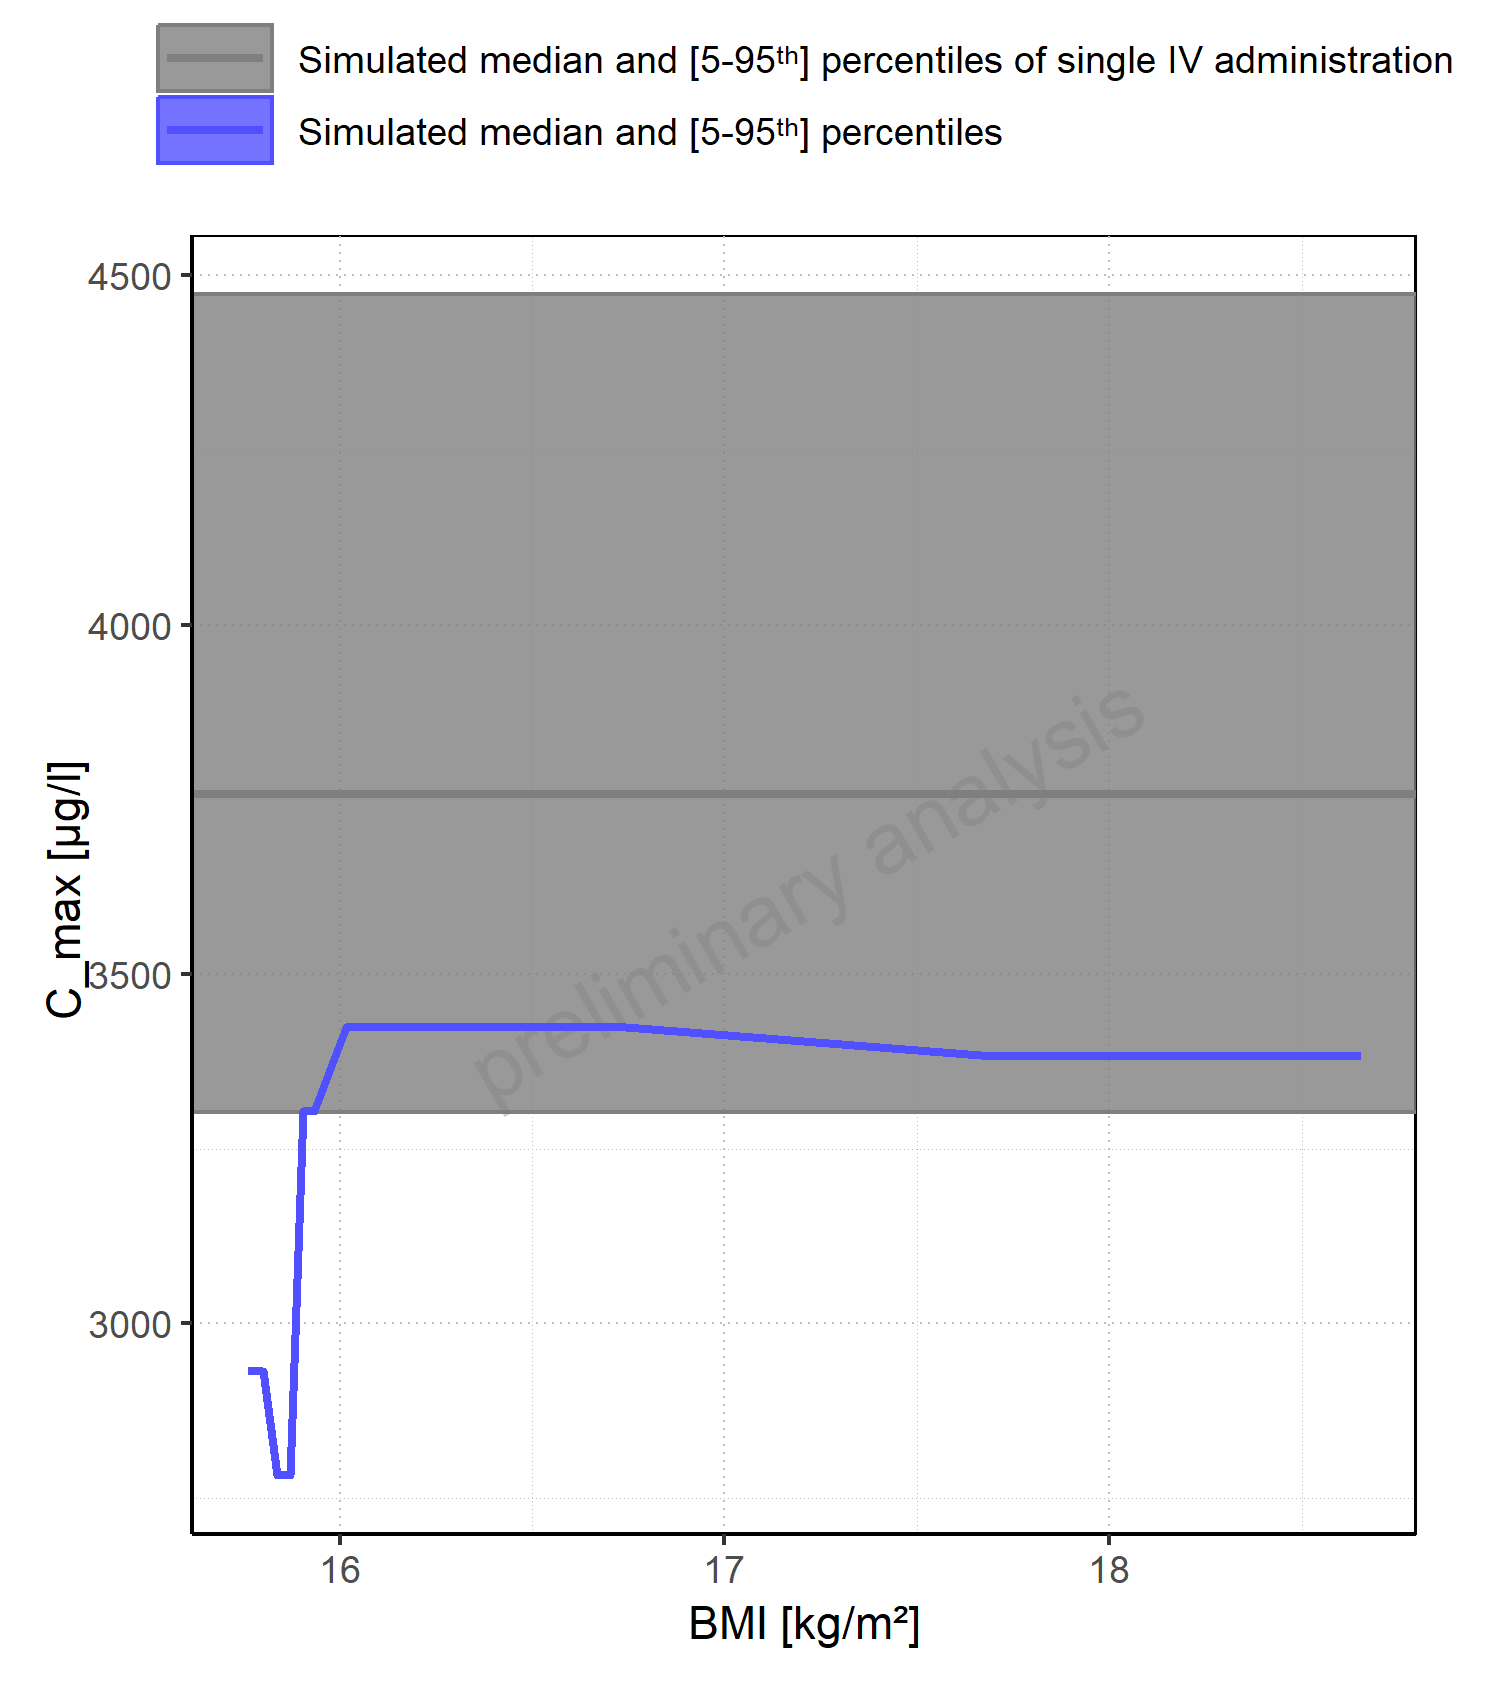 Simulated median and [5-95ᵗʰ] percentiles of single IV administration
Simulated median and [5-95ᵗʰ] percentiles
4500
4000
3500
3000
C_max [µg/l]
preliminary analysis
16 17 18
BMI [kg/m²]